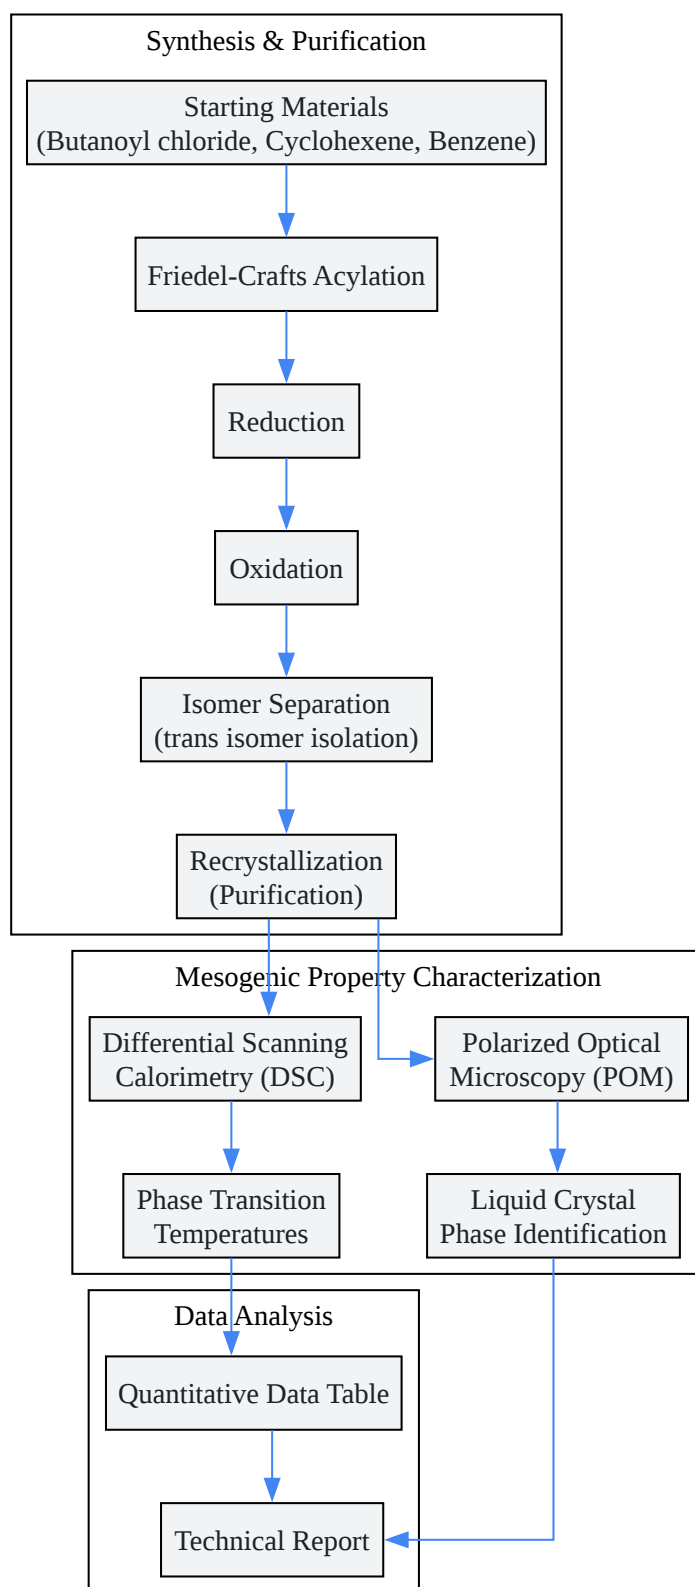 Synthesis & Purification
Starting Materials
(Butanoyl chloride, Cyclohexene, Benzene)
Friedel-Crafts Acylation
Reduction
Oxidation
Isomer Separation
(trans isomer isolation)
Recrystallization
(Purification)
Mesogenic Property Characterization
Differential Scanning
Calorimetry (DSC)
Polarized Optical
Microscopy (POM)
Phase Transition
Temperatures
Liquid Crystal
Phase Identification
Data Analysis
Quantitative Data Table
Technical Report